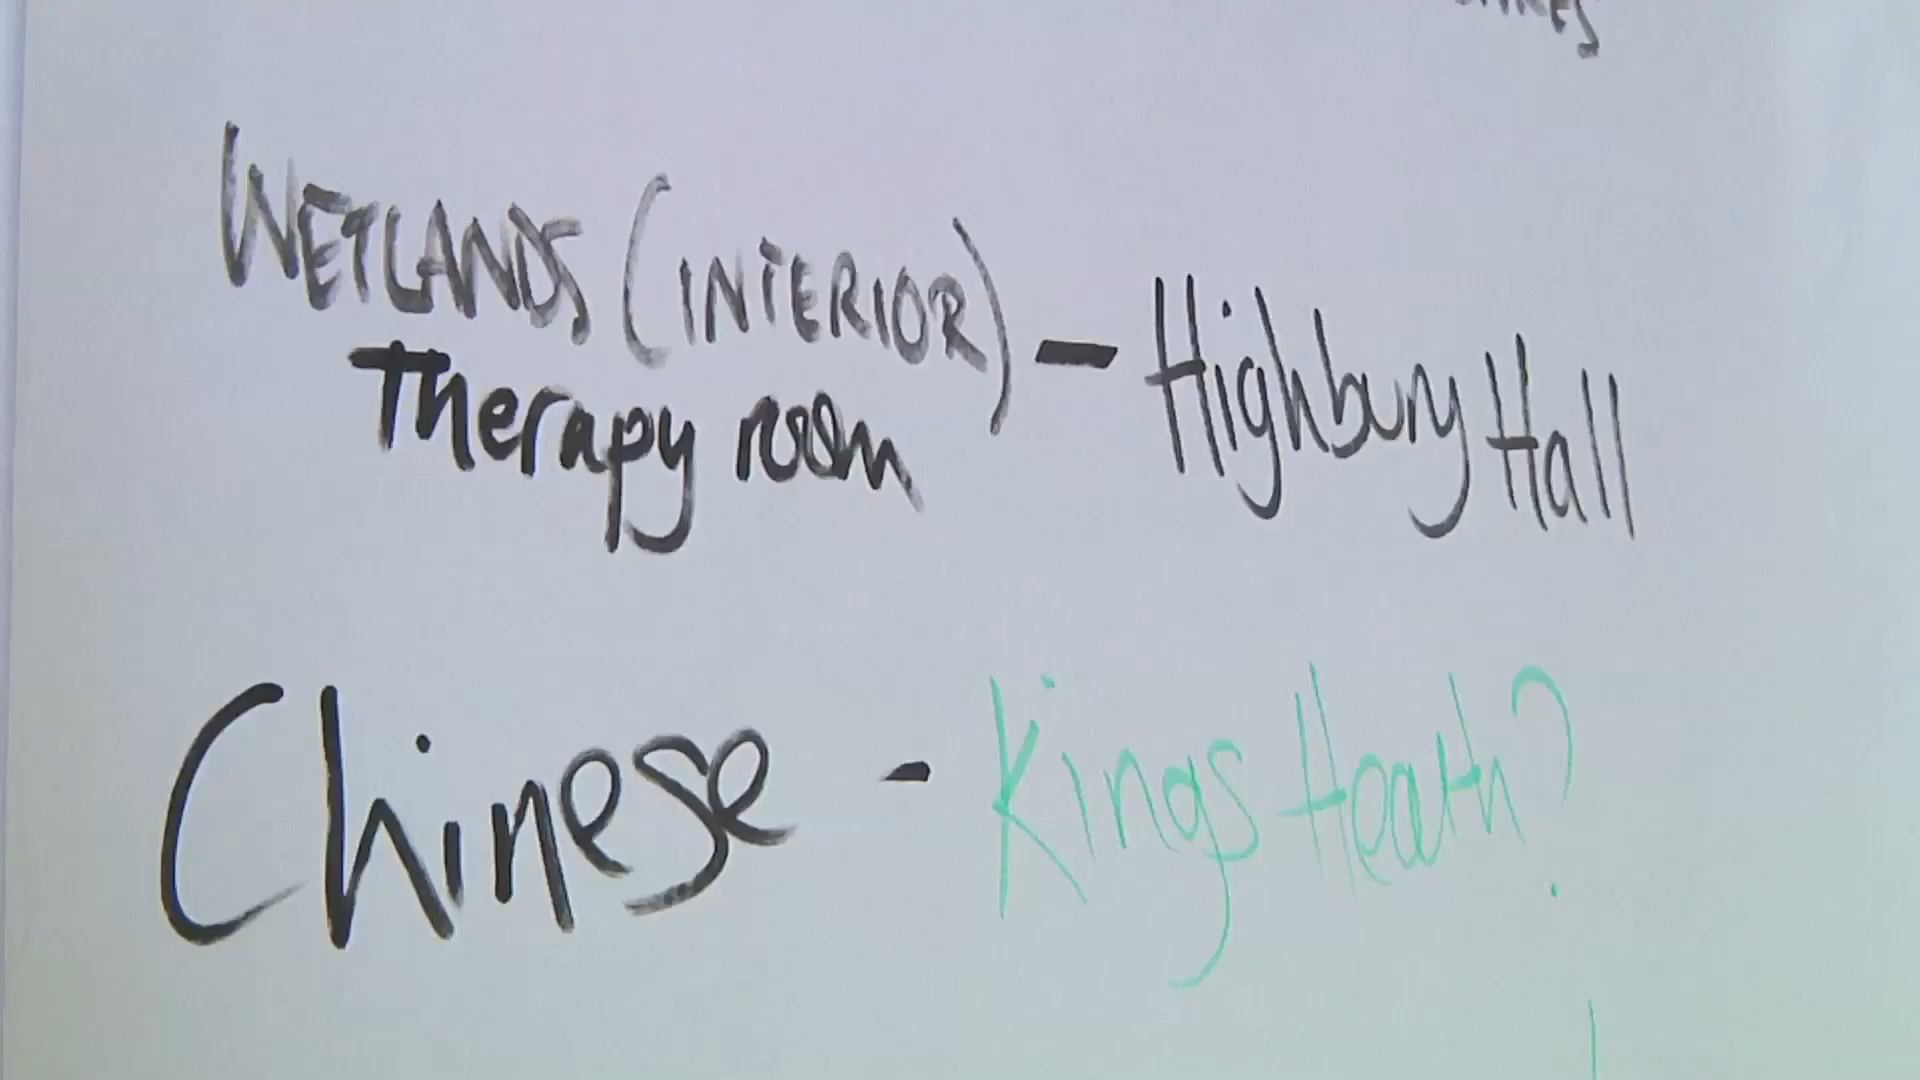 WETLANDS (INTERIOR) - Highbury Hall
Therapy room
Chinese - Kings Heath?